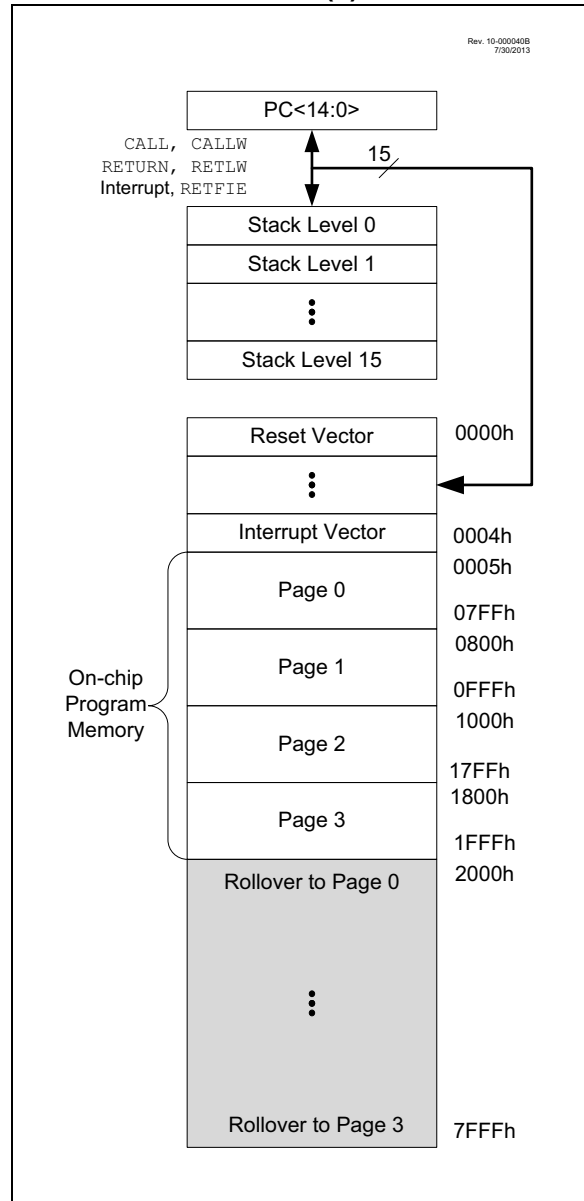 Rev. 10-000040B
7/30/2013
PC<14:0>
CALL, CALLW
RETURN, RETLW
Interrupt, RETFIE
15
Stack Level 0
Stack Level 1
Stack Level 15
Reset Vector
0000h
Interrupt Vector
0004h
0005h
Page 0
07FFh
0800h
Page 1
0FFFh
On-chip
Program
Memory
1000h
Page 2
17FFh
1800h
Page 3
1FFFh
Rollover to Page 0
2000h
Rollover to Page 3
7FFFh